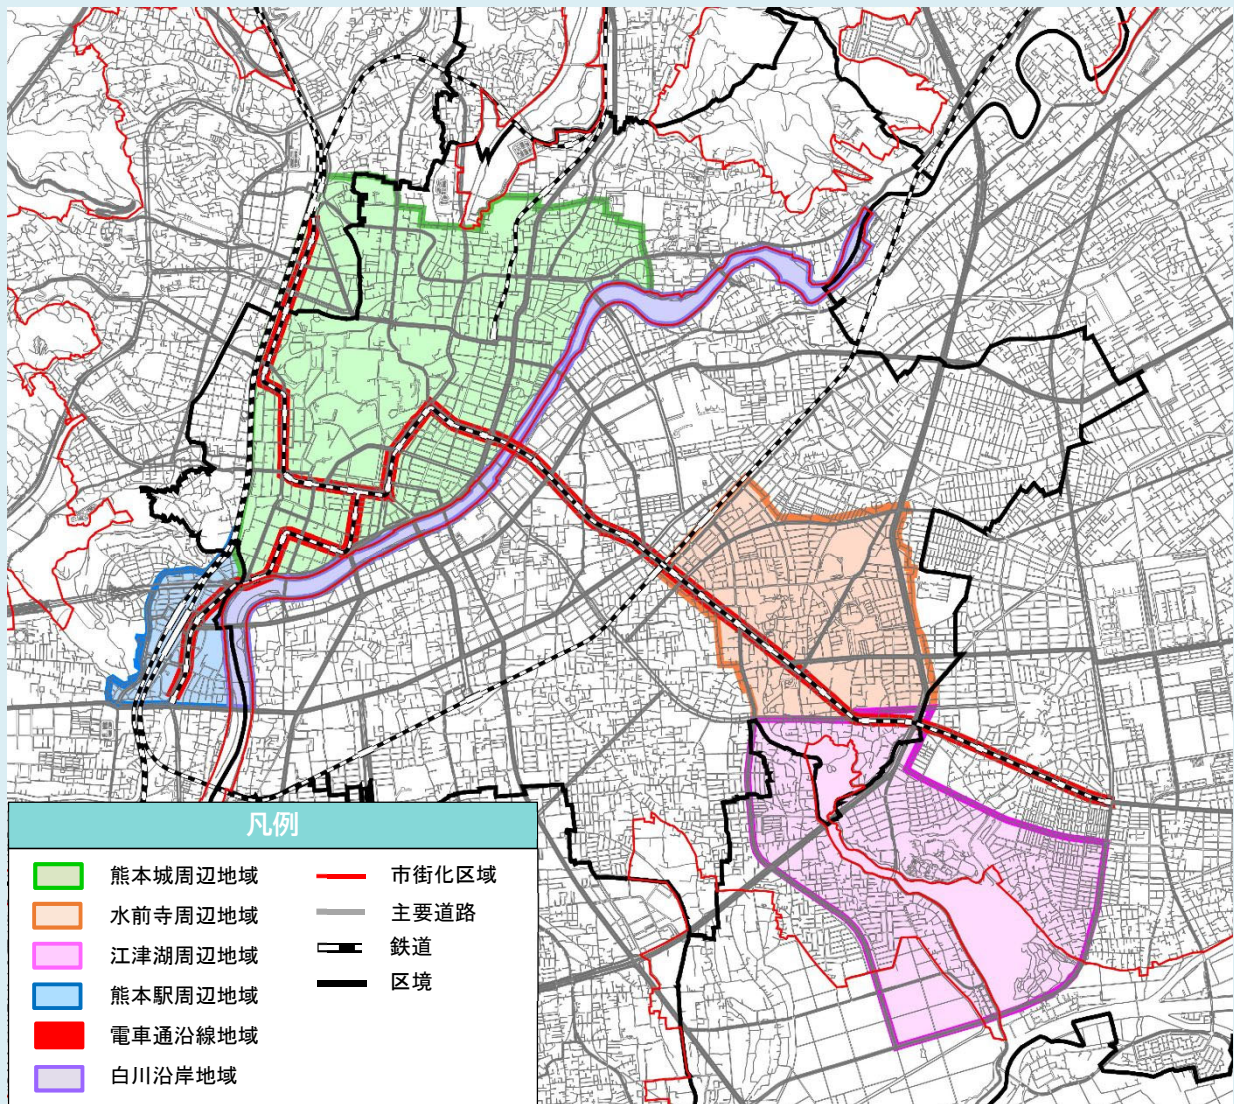 凡例
熊本城周辺地域
水前寺周辺地域
江津湖周辺地域
熊本駅周辺地域
電車通沿線地域
白川沿岸地域
市街化区域
主要道路
鉄道
区境